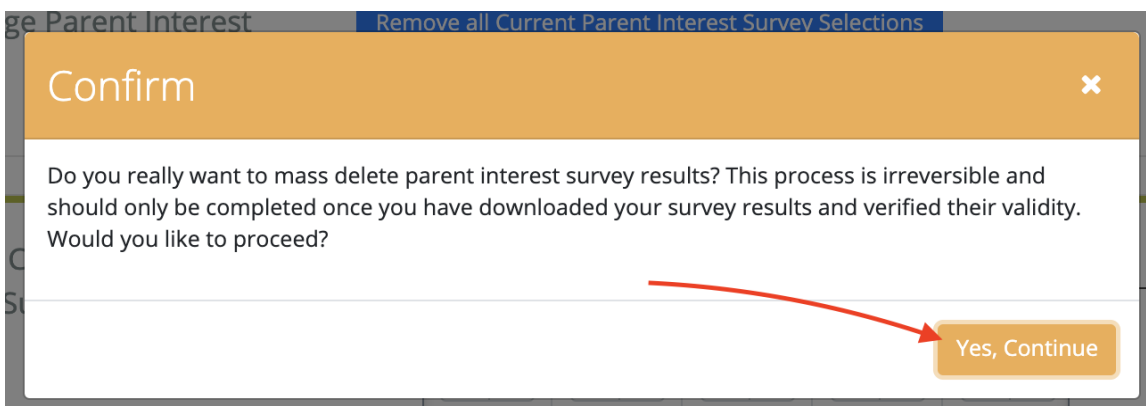 ge Parent Interest
Remove all Current Parent Interest Survey Selections
Confirm
Do you really want to mass delete parent interest survey results? This process is irreversible and
should only be completed once you have downloaded your survey results and verified their validity.
Would you like to proceed?
Yes, Continue